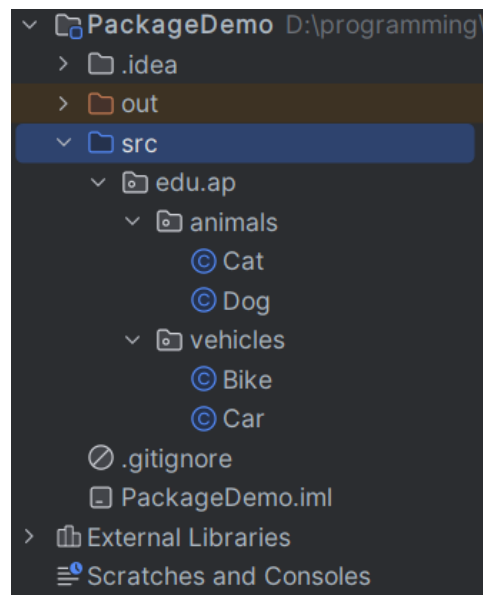 PackageDemo D:\programming\
.idea
out
src
edu.ap
animals
C Cat
C Dog
vehicles
C Bike
C Car
.gitignore
PackageDemo.iml
External Libraries
Scratches and Consoles